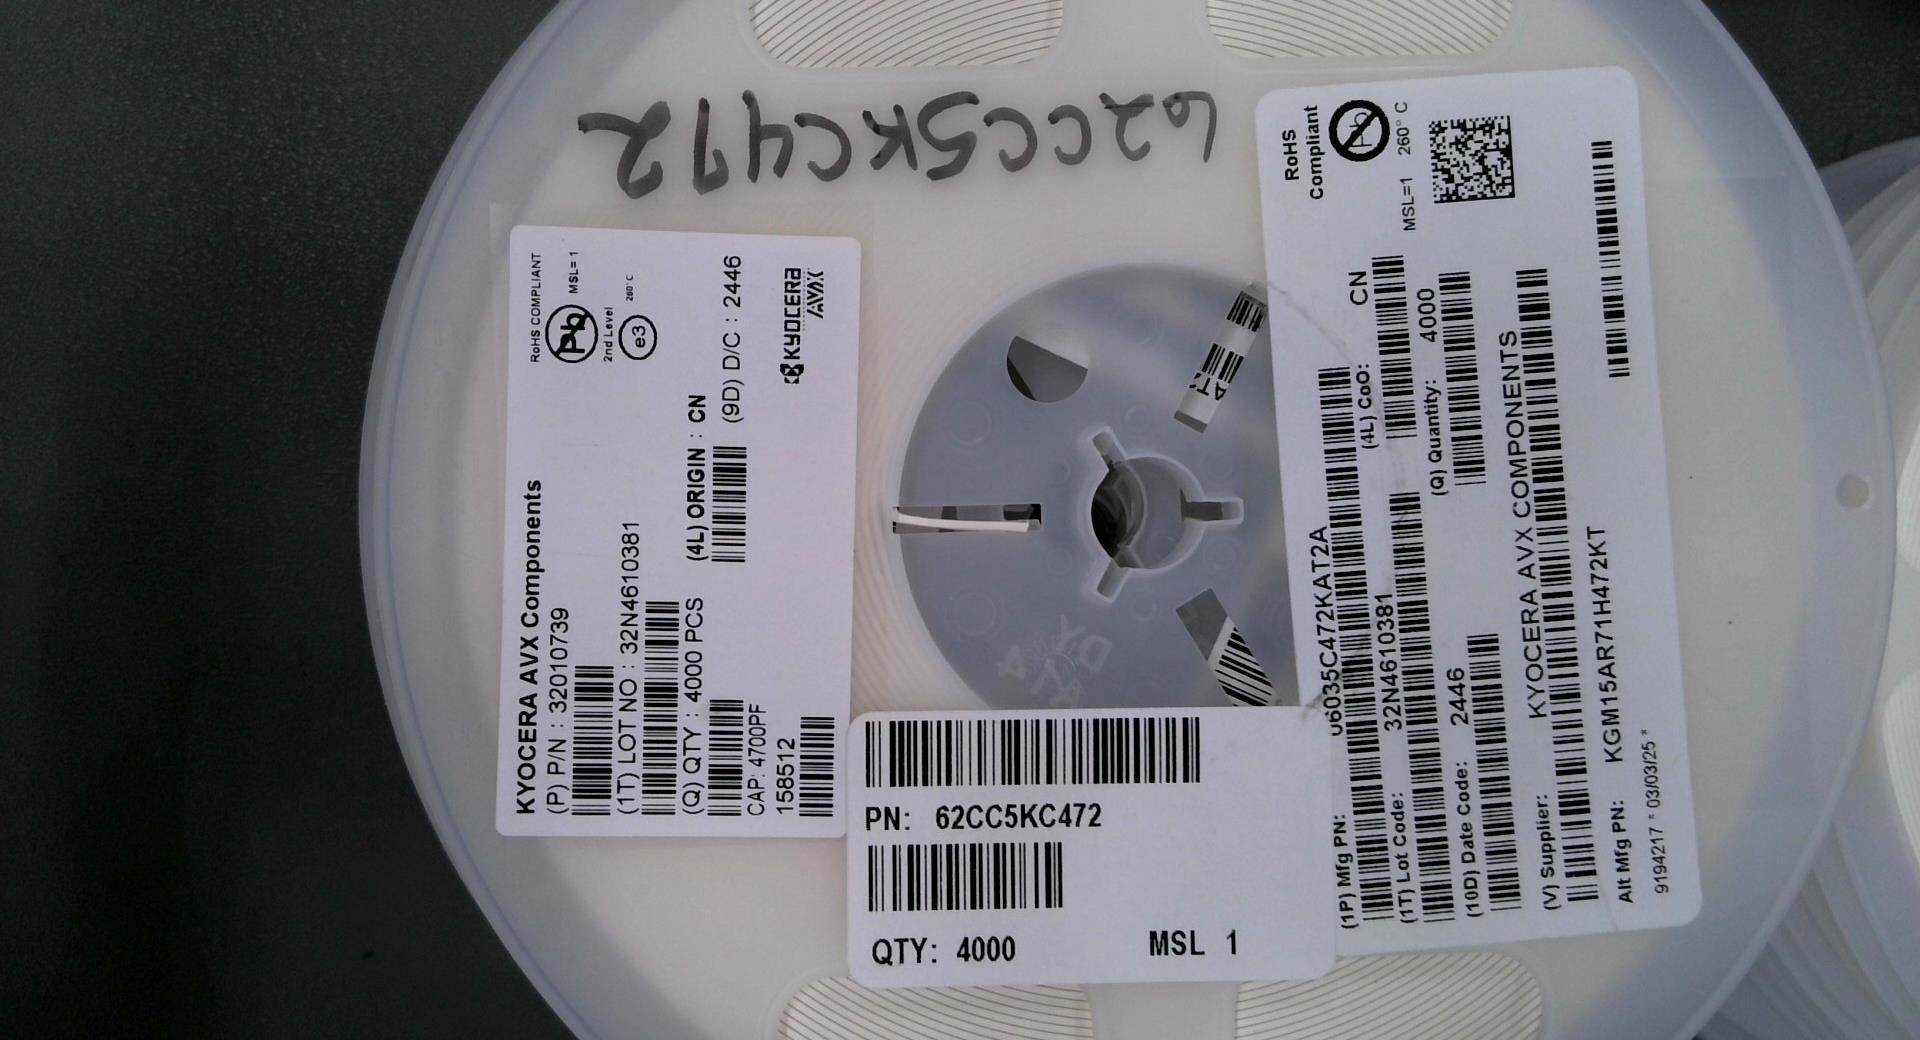 62CC5KC472
KYOCERA AVX Components
(P) P/N : 32010739
(1T) LOT NO : 32N4610381
(Q) QTY : 4000 PCS
(4L) ORIGIN : CN
(9D) D/C : 2446
CAP: 4700PF
158512
RoHS COMPLIANT
Pb
MSL= 1
2nd Level
e3
260°C
KYOCERA
AVX
PN: 62CC5KC472
QTY: 4000 MSL 1
RoHS
Compliant
Pb
MSL=1 260° C
(1P) Mfg PN: 06035C472KAT2A
(4L) CoO: CN
(1T) Lot Code: 32N4610381
(Q) Quantity: 4000
(10D) Date Code: 2446
(V) Supplier: KYOCERA AVX COMPONENTS
Alt Mfg PN: KGM15AR71H472KT
9194217 * 03/03/25 *